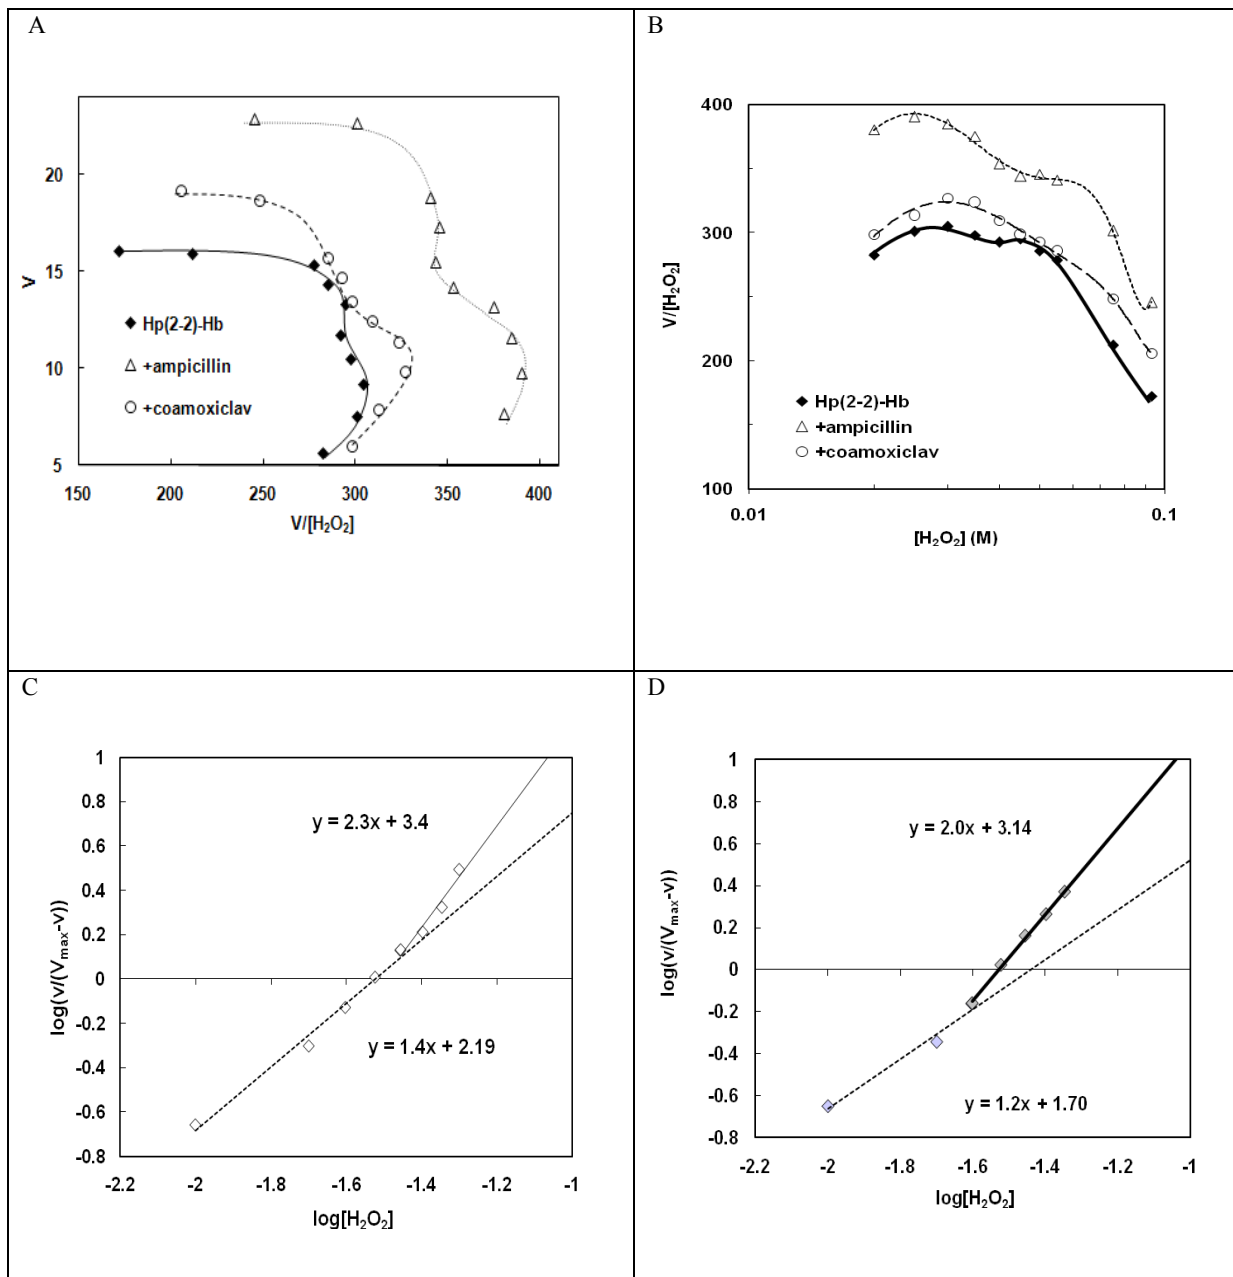 A
20
15
10
5
V
Hp(2-2)-Hb
+ampicillin
+coamoxiclav
150 200 250 300 350 400
V/[H₂O₂]
B
400
300
200
100
V/[H₂O₂]
Hp(2-2)-Hb
+ampicillin
+coamoxiclav
0.01 0.1
[H₂O₂] (M)
C
1
0.8
0.6
0.4
0.2
0
-0.2
-0.4
-0.6
-0.8
log(v/(Vₘₐₓ-v))
y = 2.3x + 3.4
y = 1.4x + 2.19
-2.2 -2 -1.8 -1.6 -1.4 -1.2 -1
log[H₂O₂]
D
1
0.8
0.6
0.4
0.2
0
-0.2
-0.4
-0.6
-0.8
log(v/(Vₘₐₓ-v))
y = 2.0x + 3.14
y = 1.2x + 1.70
-2.2 -2 -1.8 -1.6 -1.4 -1.2 -1
log[H₂O₂]